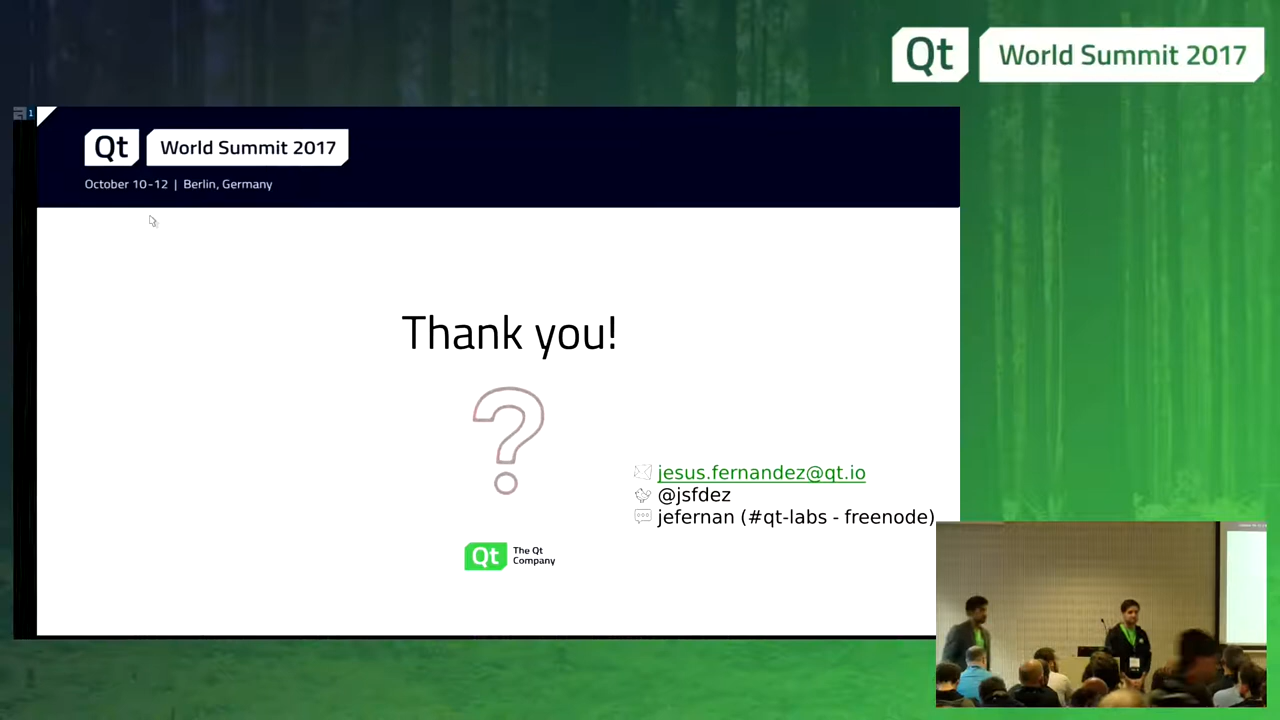 Qt World Summit 2017
1
Qt World Summit 2017
October 10-12 | Berlin, Germany
Thank you!
?
jesus.fernandez@qt.io
@jsfdez
jefernan (#qt-labs - freenode)
Qt The Qt
Company